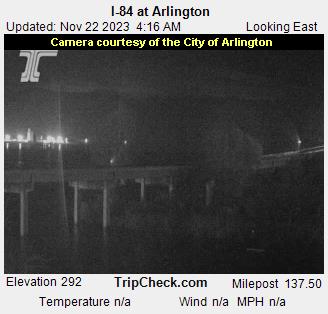 I-84 at Arlington
Updated: Nov 22 2023 4:16 AM Looking East
Camera courtesy of the City of Arlington
Elevation 292 TripCheck.com Milepost 137.50
Temperature n/a Wind n/a MPH n/a